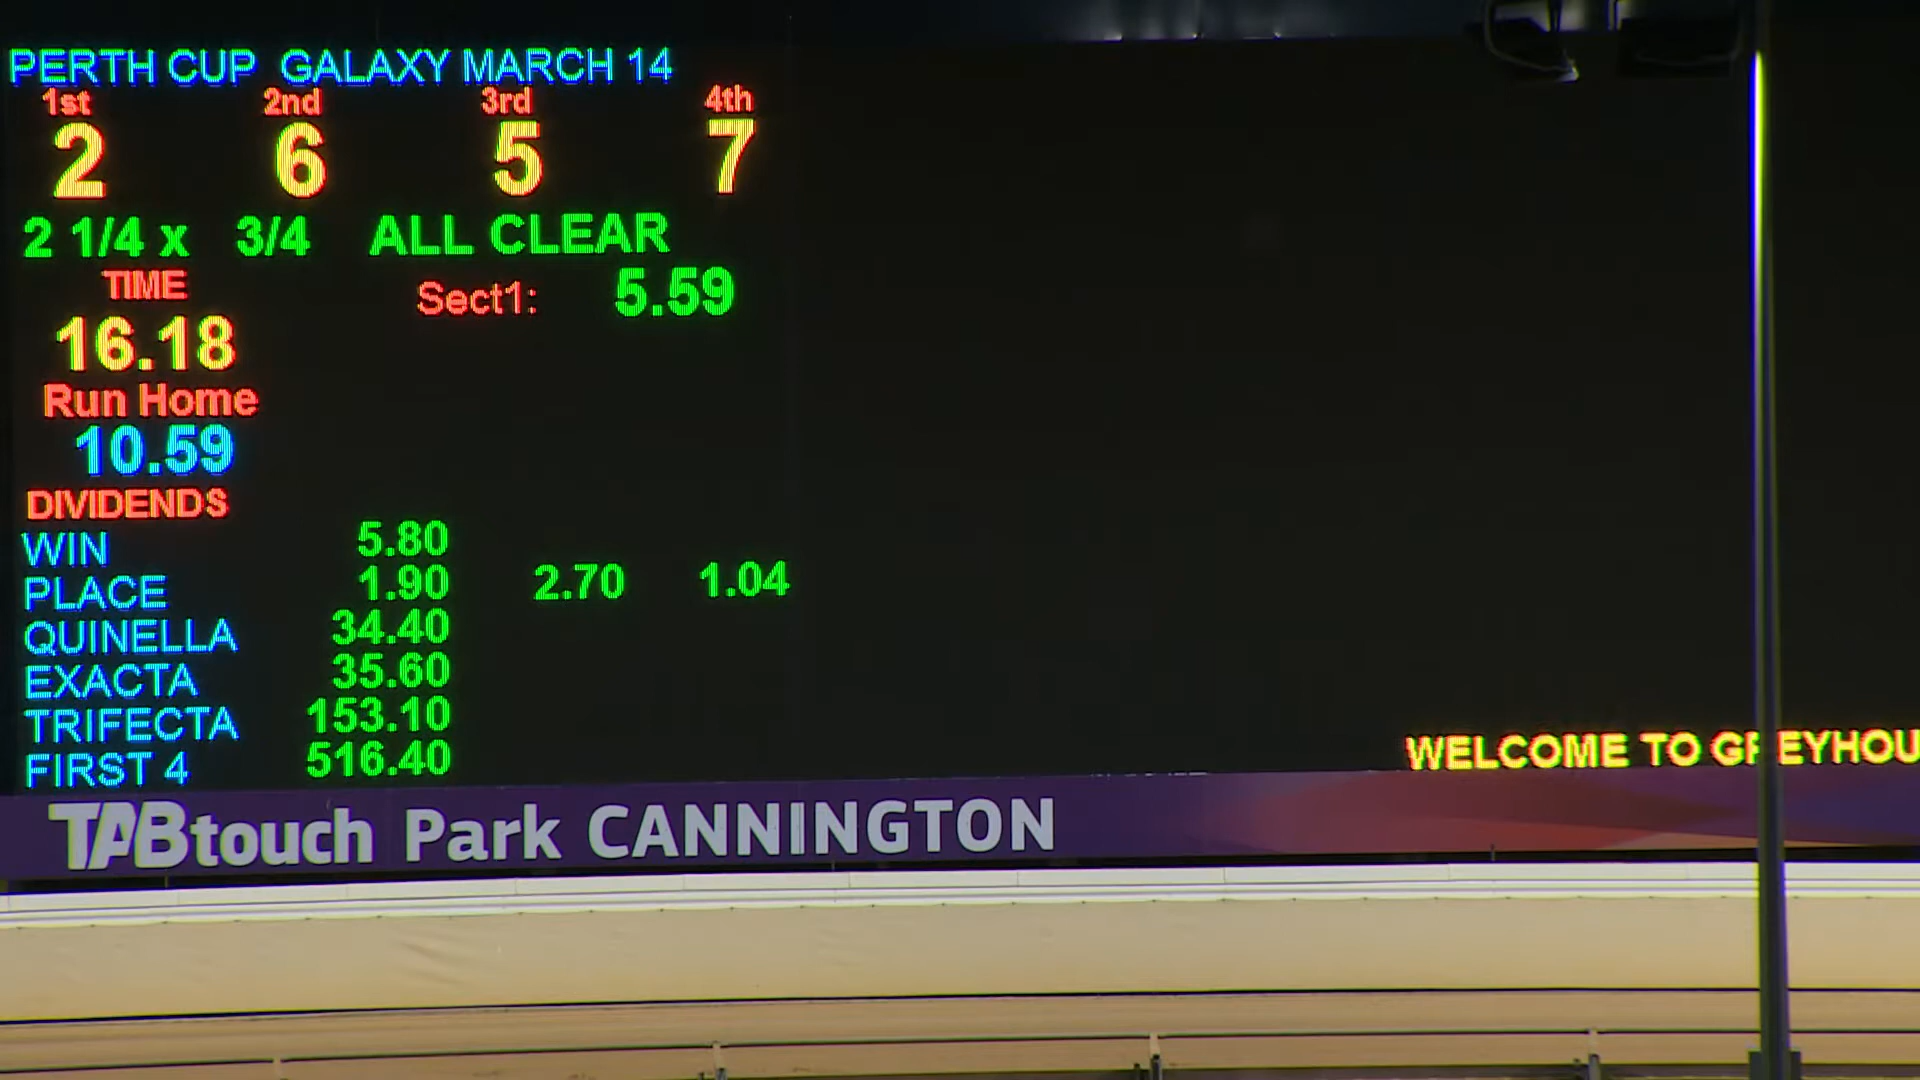 PERTH CUP GALAXY MARCH 14
1st 2nd 3rd 4th
2 6 5 7
2 1/4 x 3/4 ALL CLEAR
TIME
Sect1: 5.59
16.18
Run Home
10.59
DIVIDENDS
WIN 5.80
PLACE 1.90 2.70 1.04
QUINELLA 34.40
EXACTA 35.60
TRIFECTA 153.10
FIRST 4 516.40
WELCOME TO GREYHOU
TABtouch Park CANNINGTON